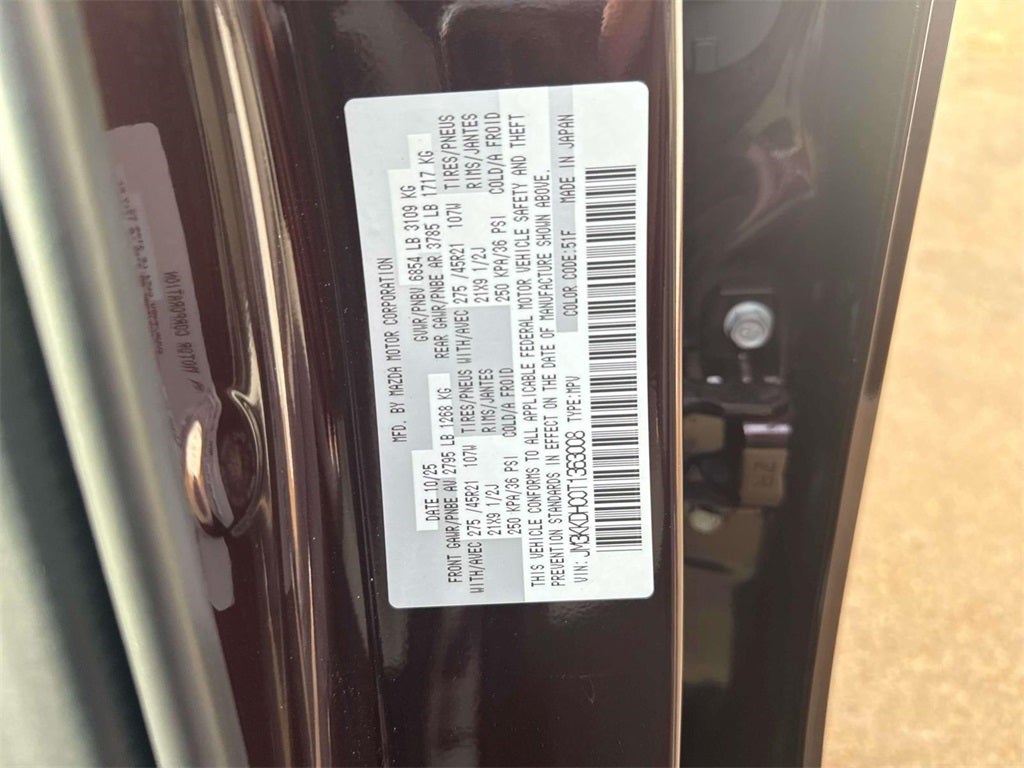 MFD. BY MAZDA MOTOR CORPORATION
DATE 10/25 GVWR/PNBV 6854 LB 3109 KG
FRONT GAWR/PNBE AV 2795 LB 1268 KG REAR GAWR/PNBE AR 3785 LB 1717 KG
WITH/AVEC 275 /45R21 107W TIRES/PNEUS WITH/AVEC 275 /45R21 107W TIRES/PNEUS
21X9 1/2J RIMS/JANTES 21X9 1/2J RIMS/JANTES
250 KPA/36 PSI COLD/A FROID 250 KPA/36 PSI COLD/A FROID
THIS VEHICLE CONFORMS TO ALL APPLICABLE FEDERAL MOTOR VEHICLE SAFETY AND THEFT
PREVENTION STANDARDS IN EFFECT ON THE DATE OF MANUFACTURE SHOWN ABOVE.
VIN: JM3KKDHC0T1363008 TYPE:MPV COLOR CODE:51F MADE IN JAPAN